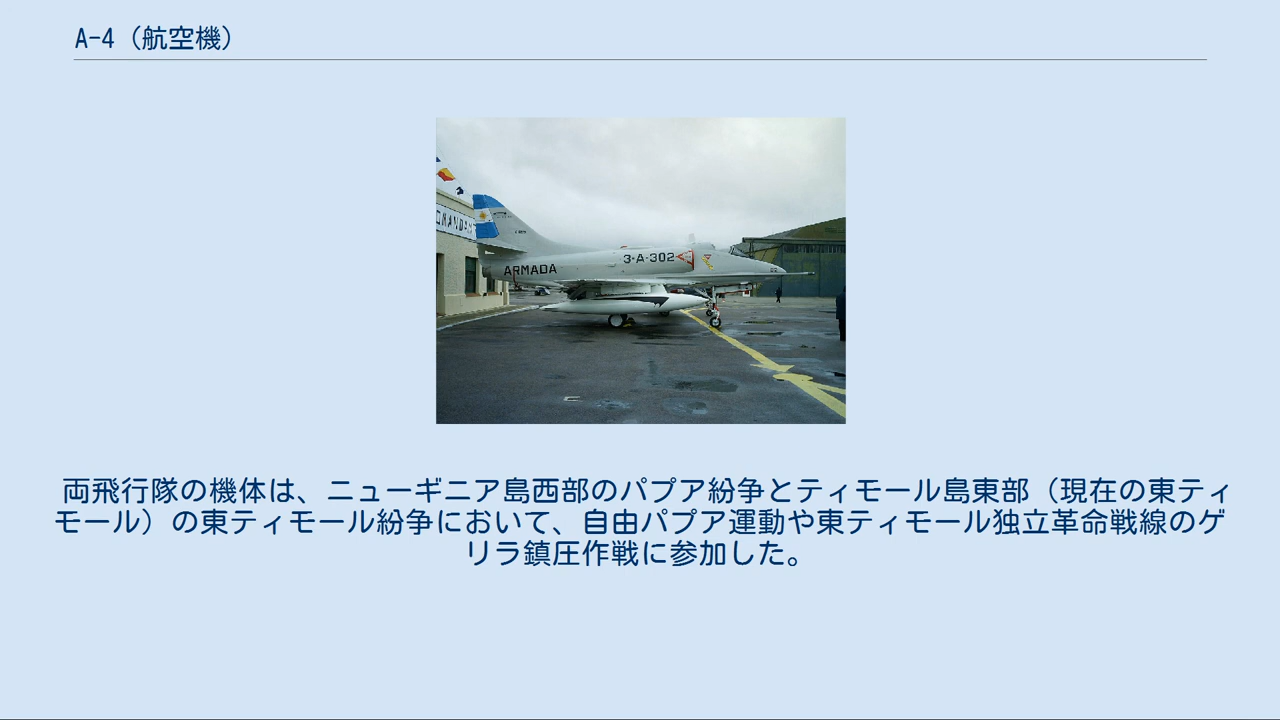 A-4（航空機）
ARMADA
3-A-302
両飛行隊の機体は、ニューギニア島西部のパプア紛争とティモール島東部（現在の東ティ
モール）の東ティモール紛争において、自由パプア運動や東ティモール独立革命戦線のゲ
リラ鎮圧作戦に参加した。